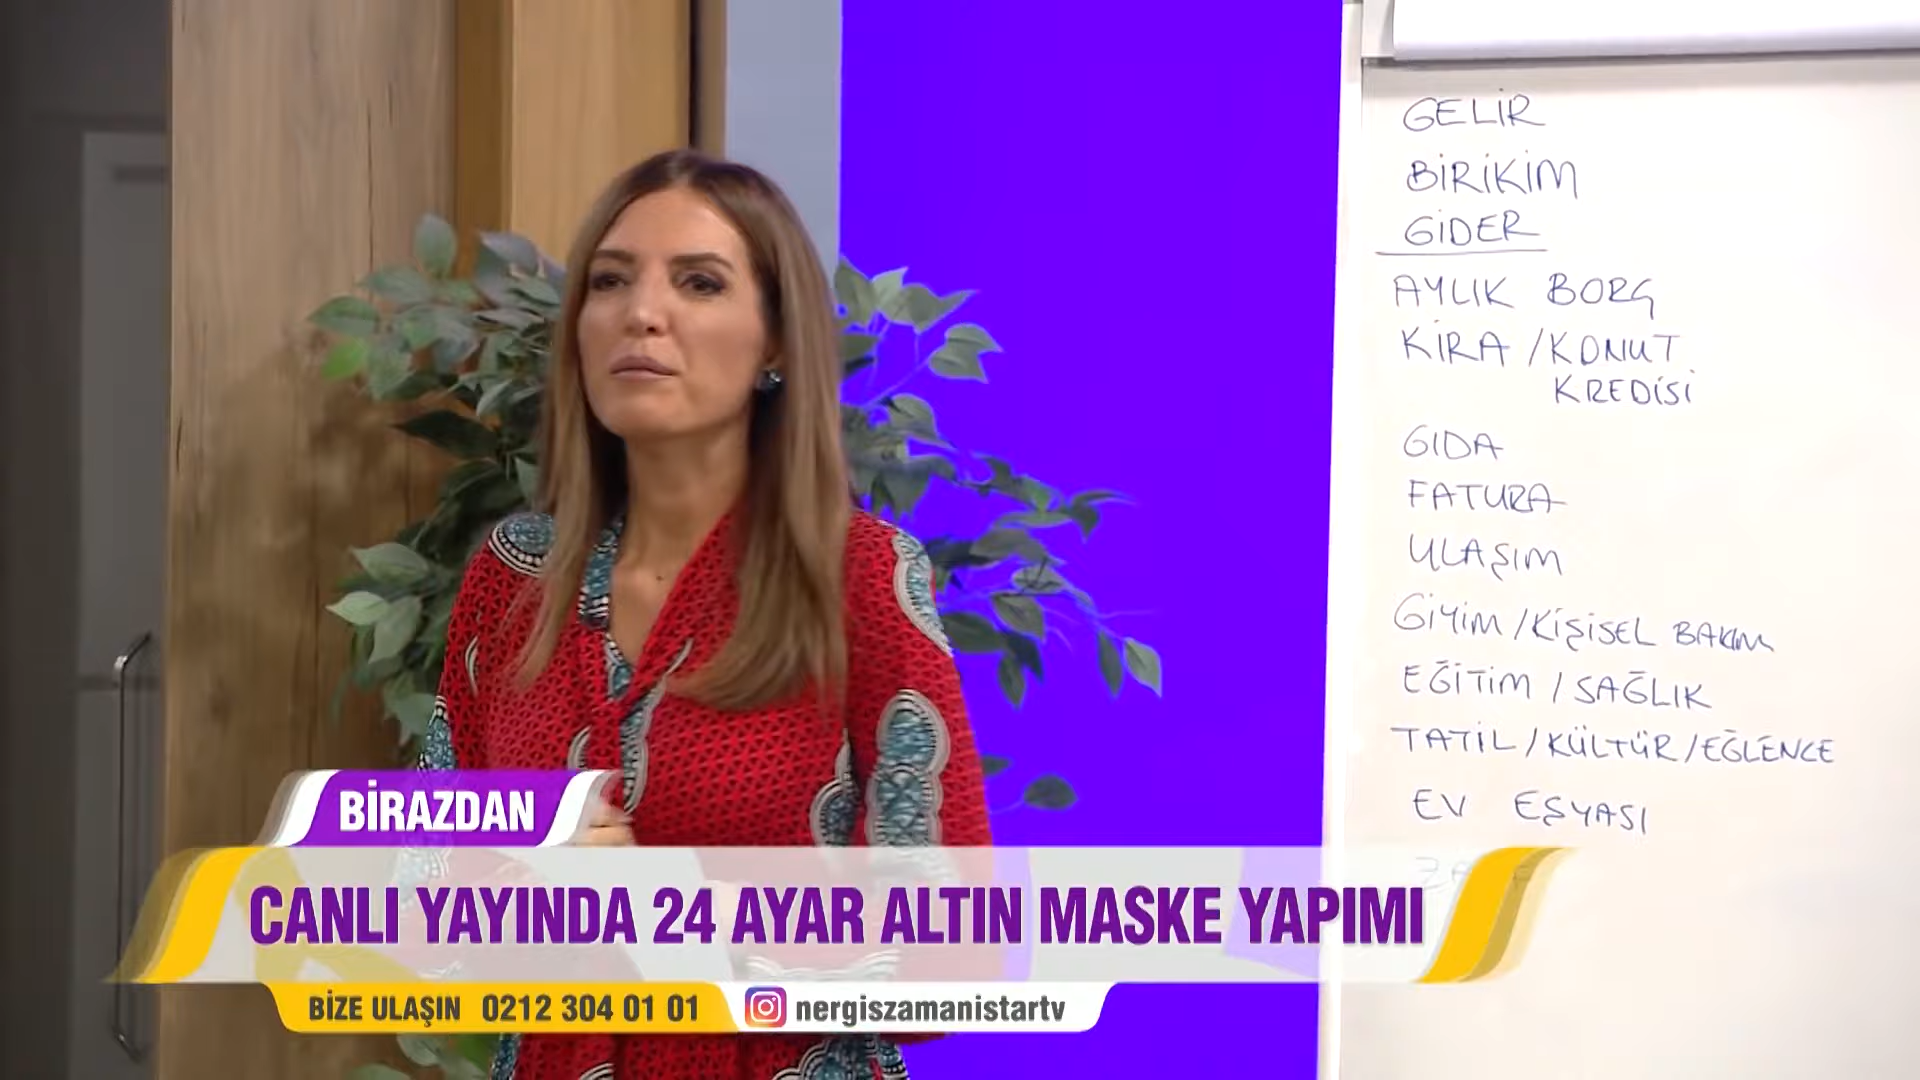 GELİR
BİRİKİM
GİDER
AYLIK BORÇ
KİRA / KONUT
KREDİSİ
GIDA
FATURA
ULAŞIM
GİYİM / KİŞİSEL BAKIM
EĞİTİM / SAĞLIK
TATİL / KÜLTÜR / EĞLENCE
EV EŞYASI
BİRAZDAN
CANLI YAYINDA 24 AYAR ALTIN MASKE YAPIMI
BİZE ULAŞIN 0212 304 01 01
nergiszamanistartv